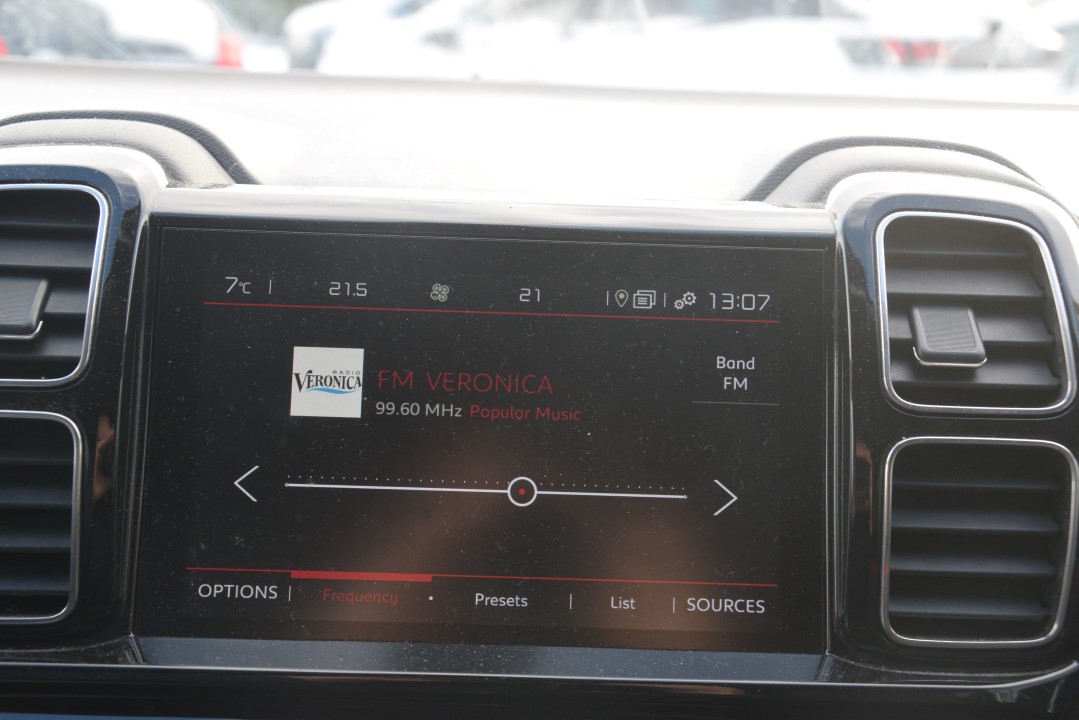 7°C 21.5 21 13:07
RADIO
VERONICA
FM VERONICA
99.60 MHz Popular Music
Band
FM
OPTIONS Frequency Presets List SOURCES